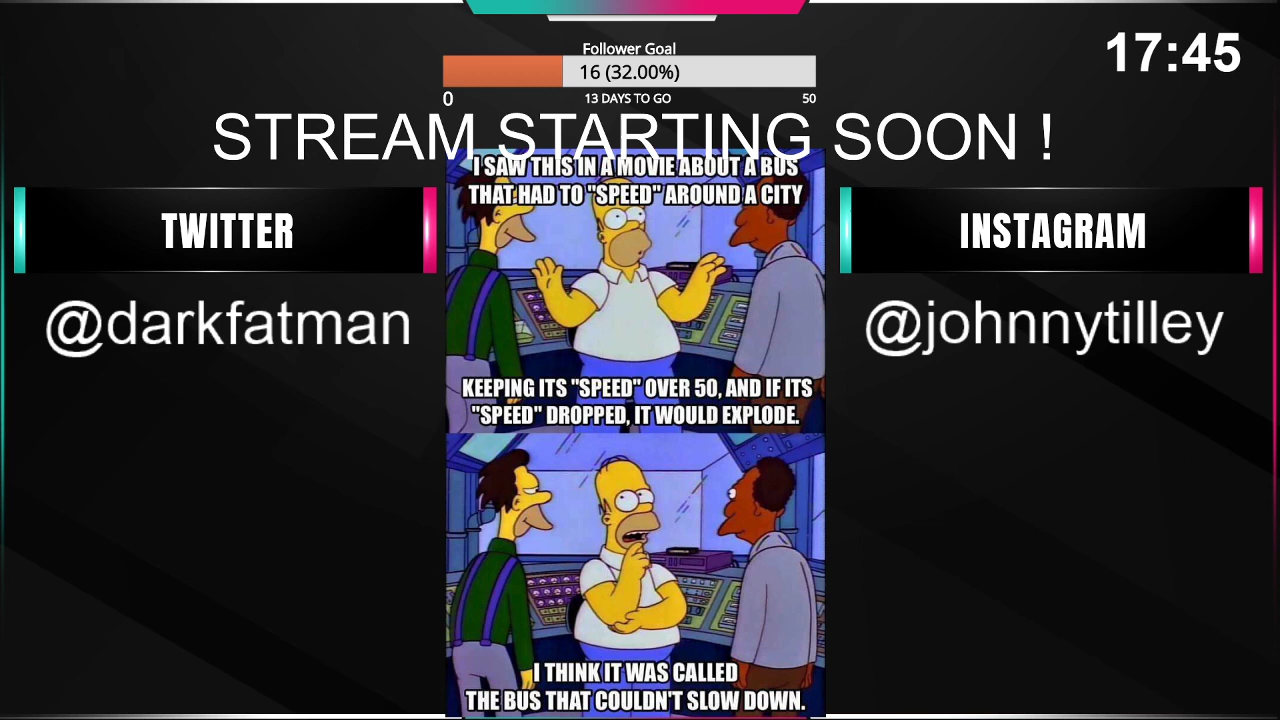 Follower Goal
16 (32.00%)
0 13 DAYS TO GO 50
17:45
STREAM STARTING SOON !
TWITTER
@darkfatman
I SAW THIS IN A MOVIE ABOUT A BUS
THAT HAD TO "SPEED" AROUND A CITY
KEEPING ITS "SPEED" OVER 50, AND IF ITS
"SPEED" DROPPED, IT WOULD EXPLODE.
I THINK IT WAS CALLED
THE BUS THAT COULDN'T SLOW DOWN.
INSTAGRAM
@johnnytilley